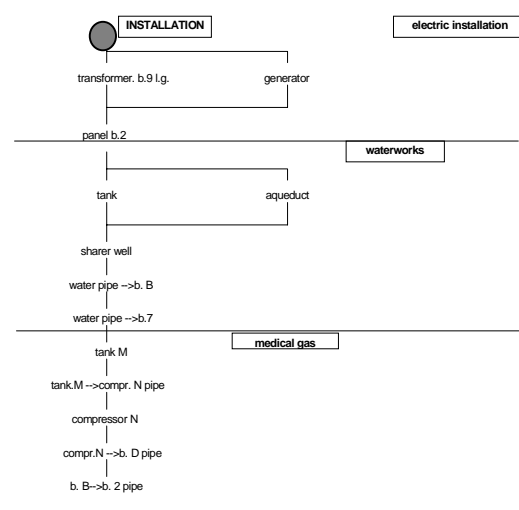 INSTALLATION
electric installation
transformer. b.9 l.g.
generator
panel b.2
waterworks
tank
aqueduct
sharer well
water pipe -->b. B
water pipe -->b.7
medical gas
tank M
tank.M -->compr. N pipe
compressor N
compr.N -->b. D pipe
b. B-->b. 2 pipe